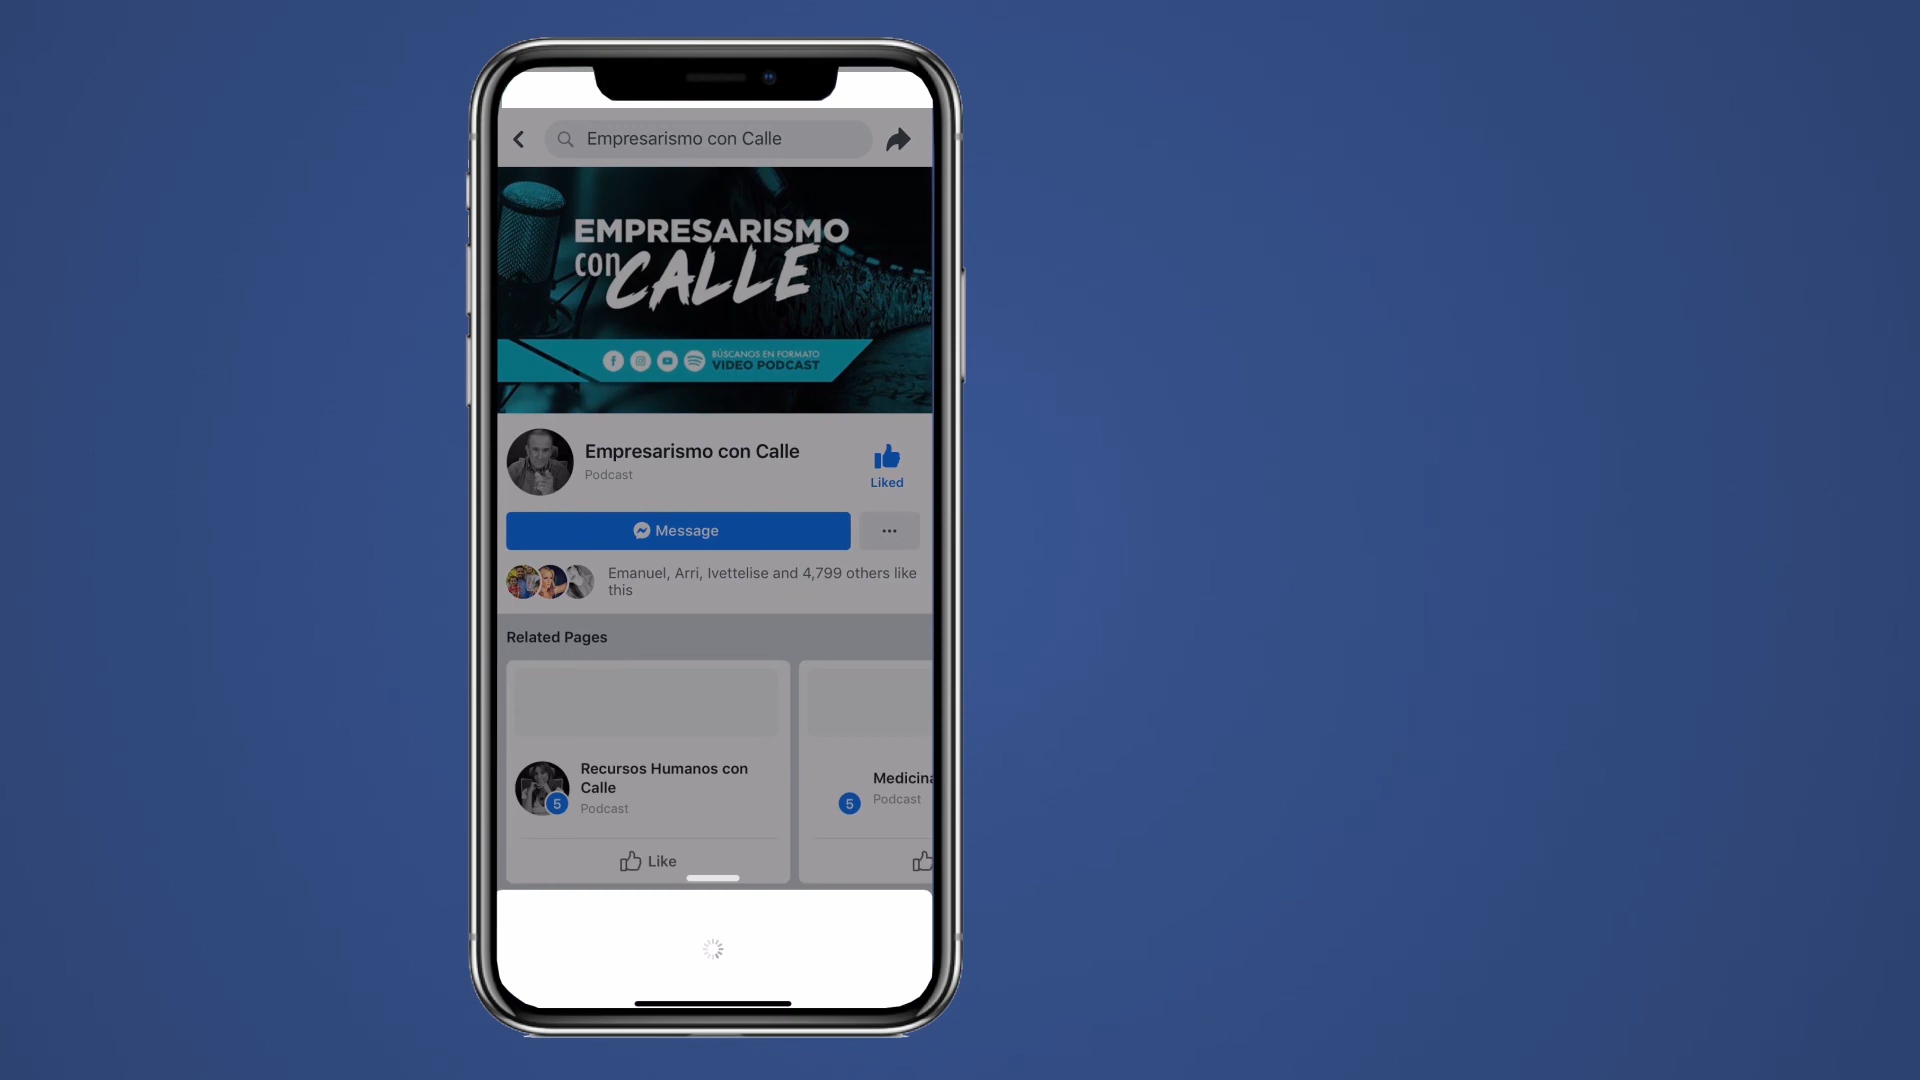 Empresarismo con Calle
EMPRESARISMO
con CALLE
BÚSCANOS EN FORMATO
VIDEO PODCAST
Empresarismo con Calle
Podcast
Liked
Message
Emanuel, Arri, Ivettelise and 4,799 others like
this
Related Pages
Recursos Humanos con
Calle
5
Podcast
Medicina
5
Podcast
Like